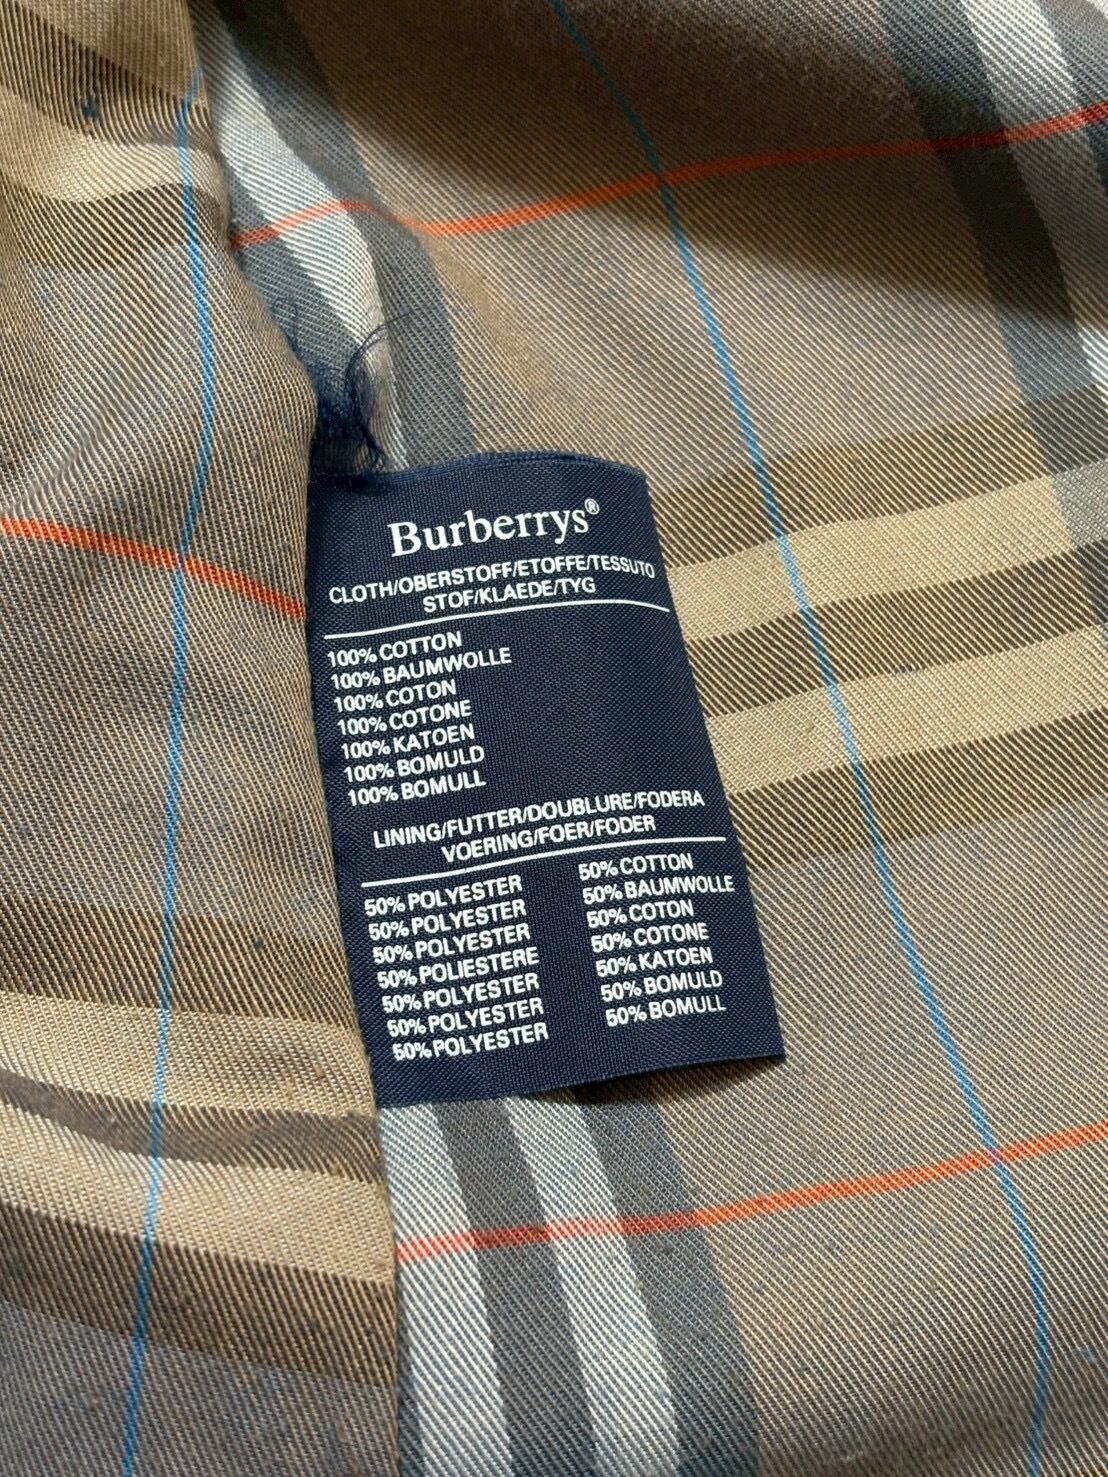 Burberrys®
CLOTH/OBERSTOFF/ETOFFE/TESSUTO
STOF/KLAEDE/TYG
100% COTTON
100% BAUMWOLLE
100% COTON
100% COTONE
100% KATOEN
100% BOMULD
100% BOMULL
LINING/FUTTER/DOUBLURE/FODERA
VOERING/FOER/FODER
50% POLYESTER 50% COTTON
50% POLYESTER 50% BAUMWOLLE
50% POLYESTER 50% COTON
50% POLIESTERE 50% COTONE
50% POLYESTER 50% KATOEN
50% POLYESTER 50% BOMULD
50% POLYESTER 50% BOMULL